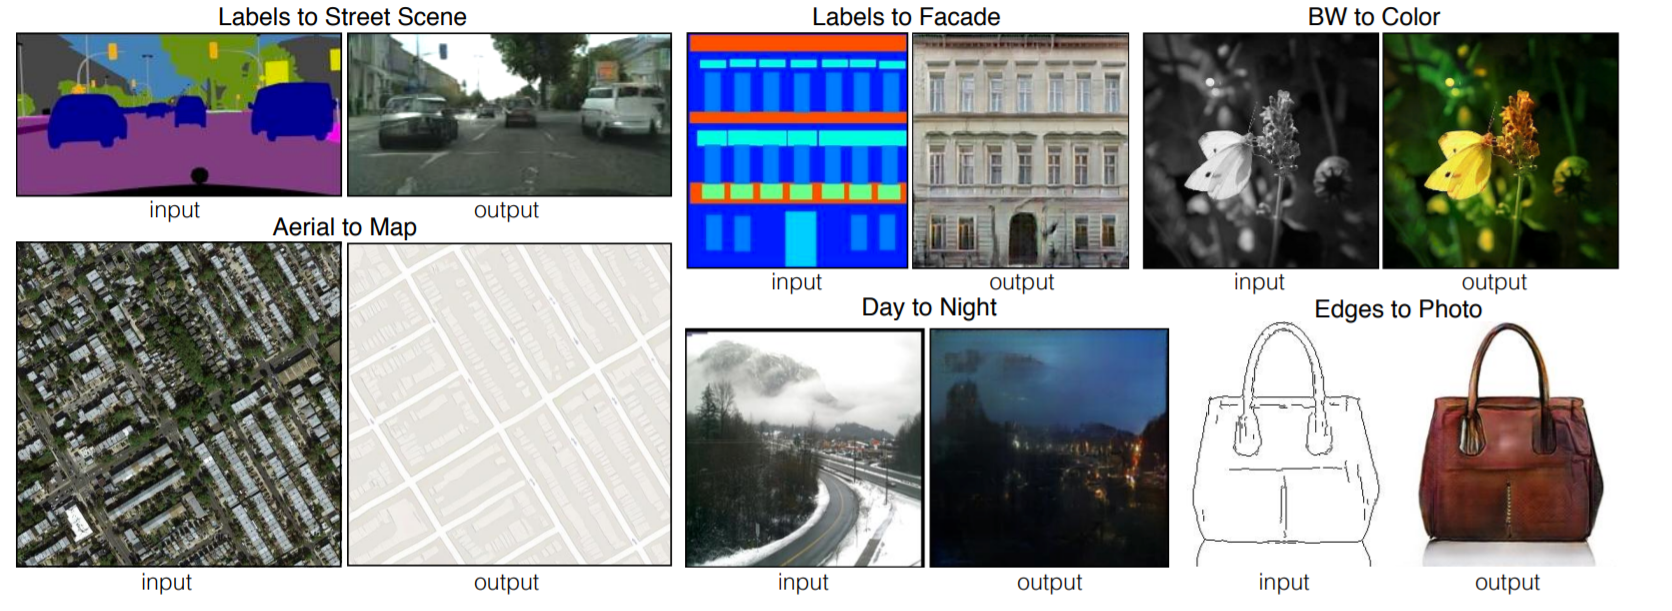 Labels to Street Scene
input
output
Aerial to Map
input
output
Labels to Facade
input
output
BW to Color
input
output
Day to Night
input
output
Edges to Photo
input
output